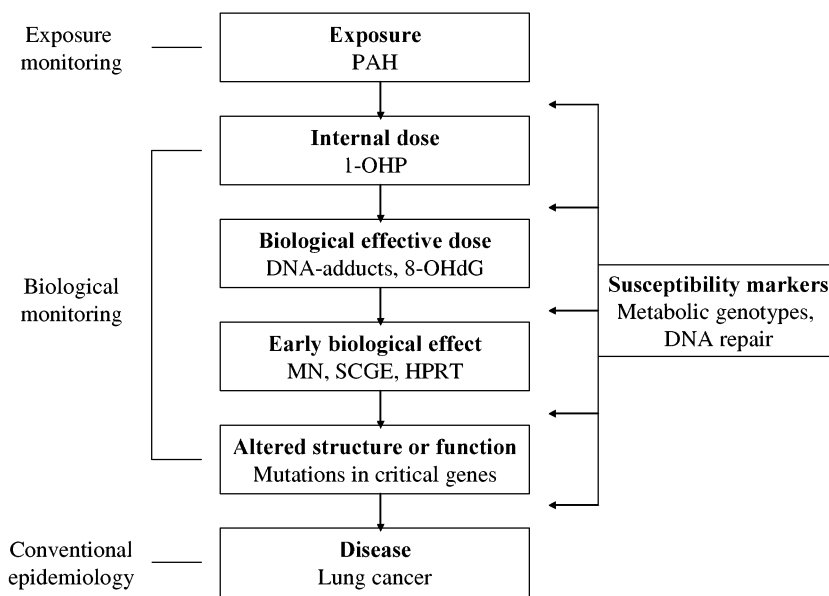 Exposure
monitoring
Exposure
PAH
Internal dose
1-OHP
Biological effective dose
DNA-adducts, 8-OHdG
Biological
monitoring
Early biological effect
MN, SCGE, HPRT
Altered structure or function
Mutations in critical genes
Susceptibility markers
Metabolic genotypes,
DNA repair
Conventional
epidemiology
Disease
Lung cancer